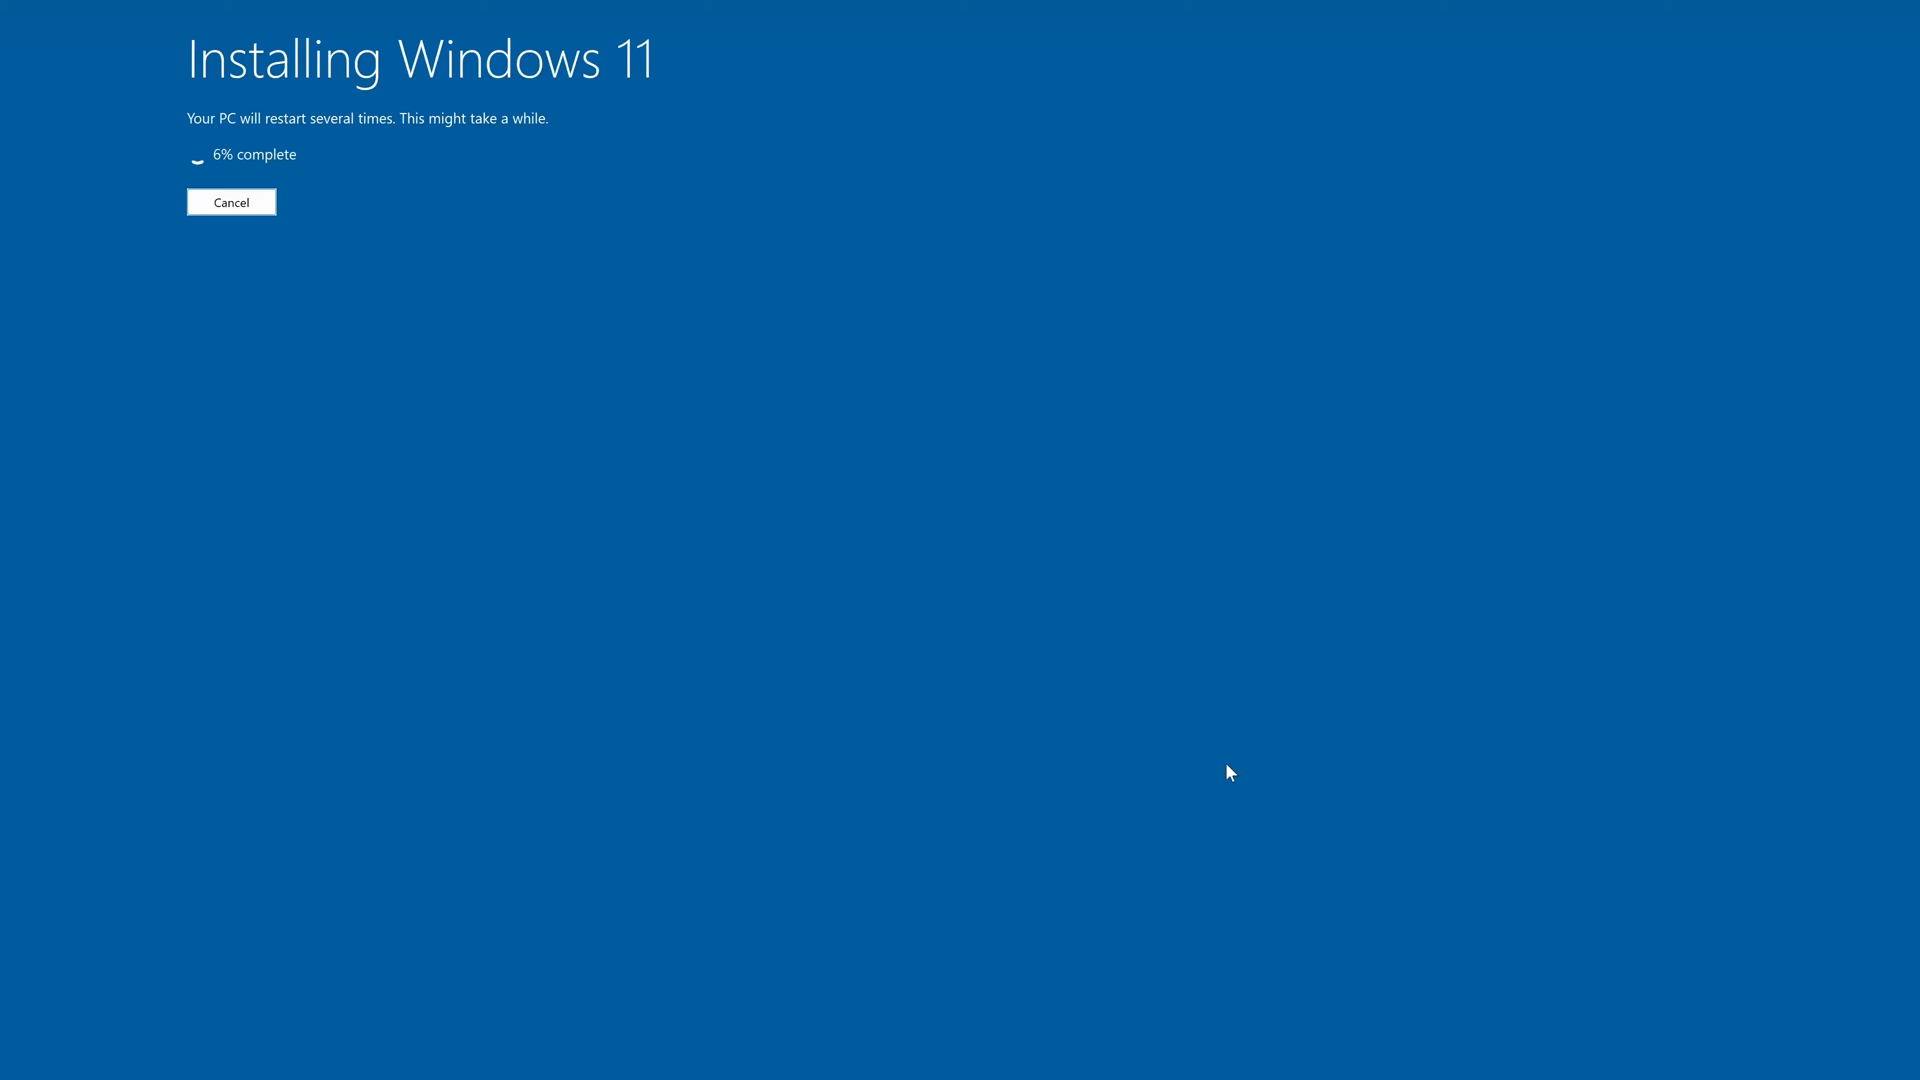 Installing Windows 11
Your PC will restart several times. This might take a while.
6% complete
Cancel